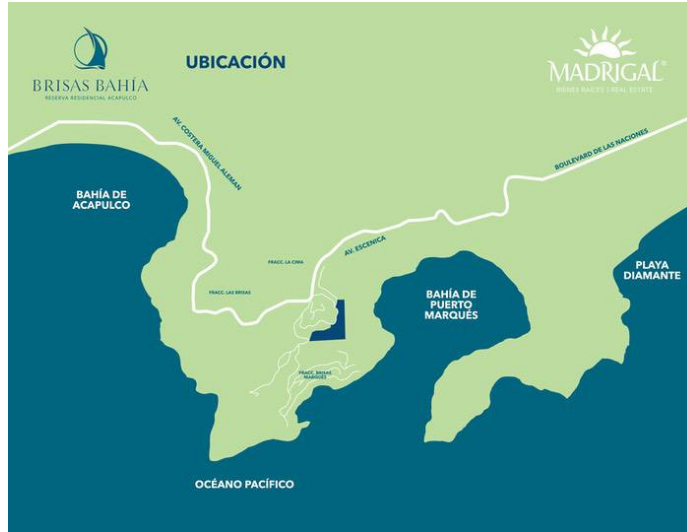 BRISAS BAHÍA
RESERVA RESIDENCIAL ACAPULCO
UBICACIÓN
MADRIGAL®
BIENES RAÍCES | REAL ESTATE
AV. COSTERA MIGUEL ALEMAN
BOULEVARD DE LAS NACIONES
BAHÍA DE
ACAPULCO
AV. ESCENICA
FRACC. LA CIMA
FRACC. LAS BRISAS
BAHÍA DE
PUERTO
MARQUÉS
PLAYA
DIAMANTE
FRACC. BRISAS
MARQUÉS
OCÉANO PACÍFICO